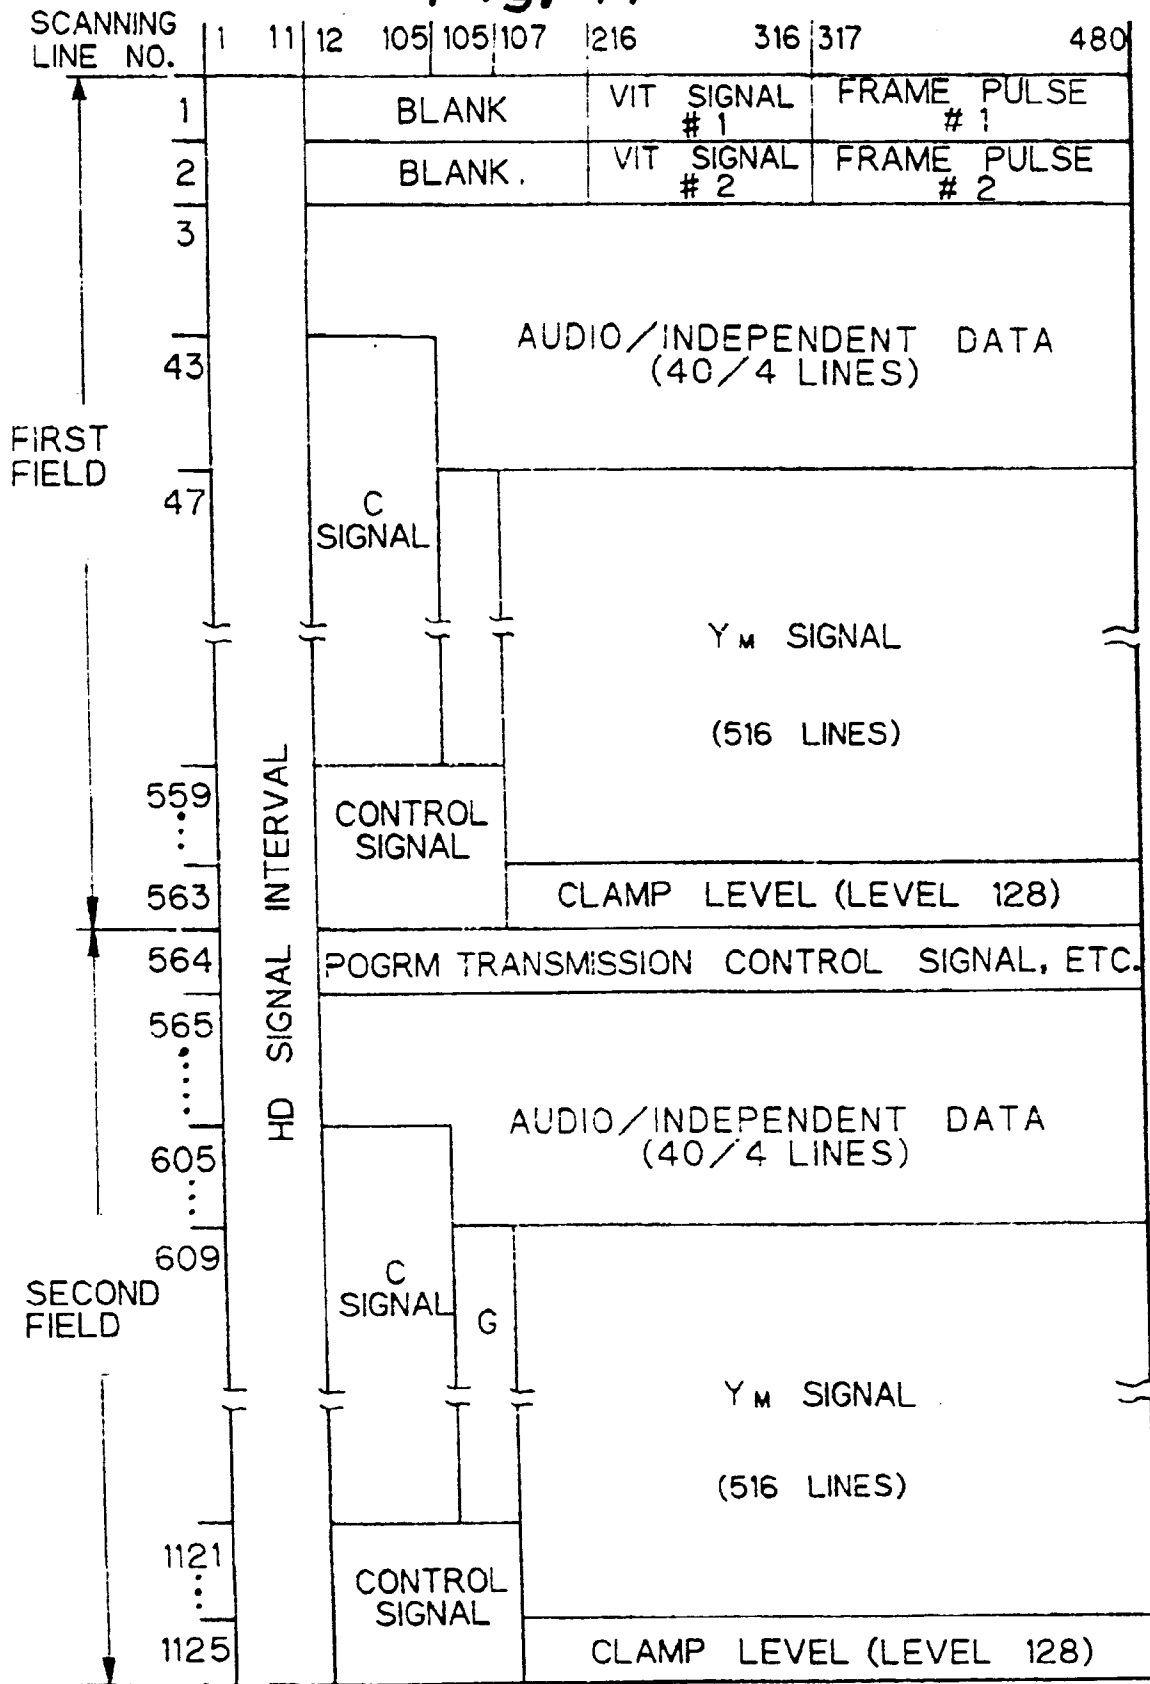 SCANNING
LINE NO.
1 11 12 105 105 107 216 316 317 480
1 BLANK VIT SIGNAL # 1 FRAME PULSE # 1
2 BLANK. VIT SIGNAL # 2 FRAME PULSE # 2
3
AUDIO/INDEPENDENT DATA
(40/4 LINES)
43
FIRST
FIELD
47
C
SIGNAL
YM SIGNAL
(516 LINES)
559
CONTROL
SIGNAL
563
CLAMP LEVEL (LEVEL 128)
HD SIGNAL INTERVAL
564 POGRM TRANSMISSION CONTROL SIGNAL, ETC.
565
AUDIO/INDEPENDENT DATA
(40/4 LINES)
605
609
SECOND
FIELD
C
SIGNAL
G
YM SIGNAL
(516 LINES)
1121
CONTROL
SIGNAL
1125
CLAMP LEVEL (LEVEL 128)